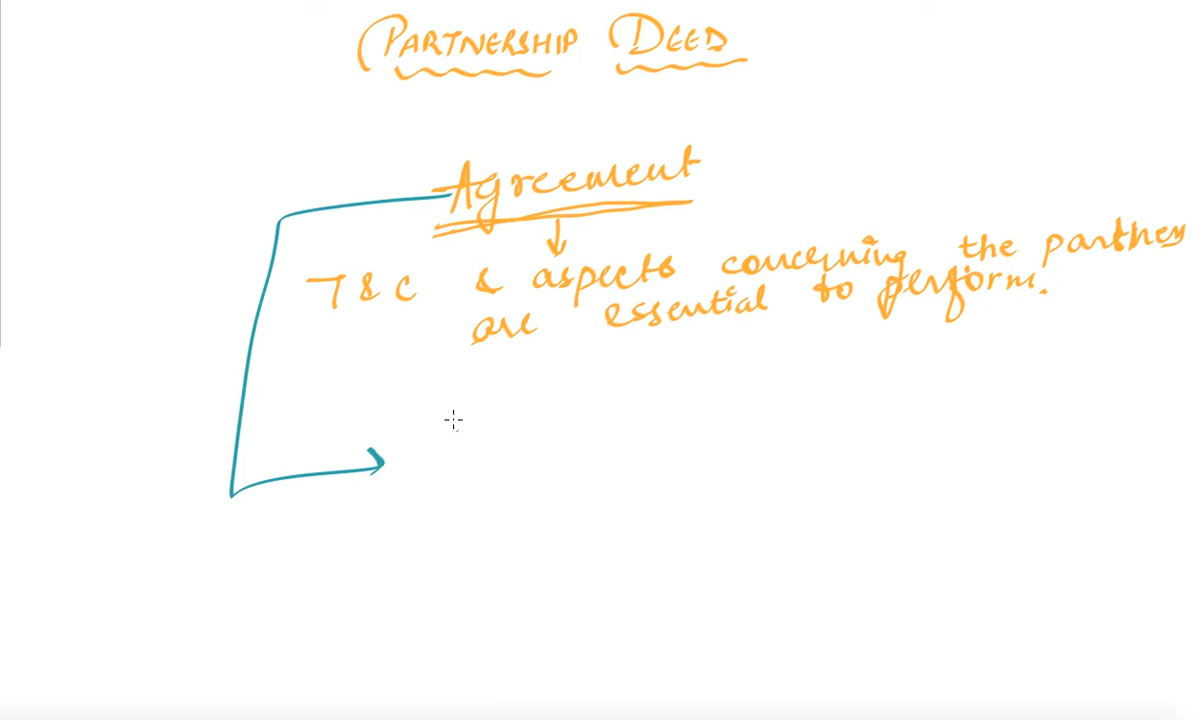 PARTNERSHIP DEED
Agreement
T & C & aspects concerning the partners
are essential to perform.